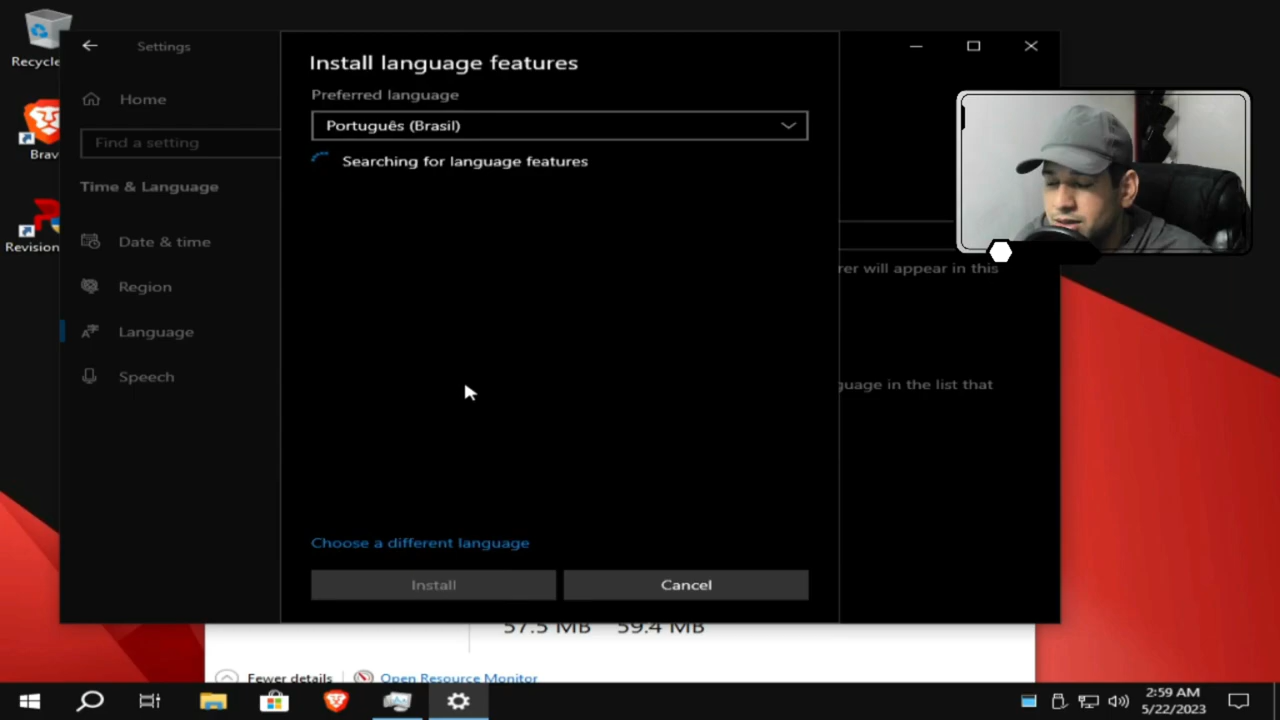 Recycle
Brav
Revision
Settings
Home
Find a setting
Time & Language
Date & time
Region
Language
Speech
Install language features
Preferred language
Português (Brasil)
Searching for language features
Choose a different language
Install
Cancel
rer will appear in this
guage in the list that
57.5 MB 59.4 MB
Fewer details
Open Resource Monitor
2:59 AM
5/22/2023